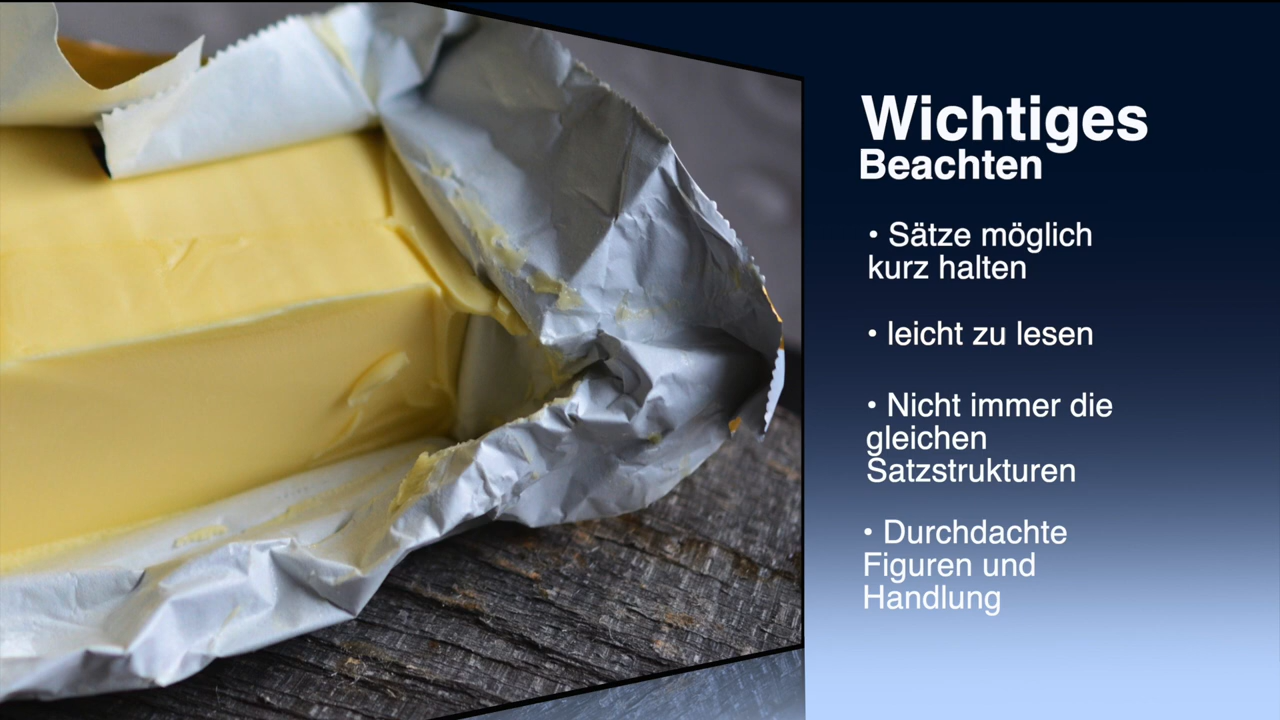 Wichtiges
Beachten
• Sätze möglich
kurz halten
• leicht zu lesen
• Nicht immer die
gleichen
Satzstrukturen
• Durchdachte
Figuren und
Handlung